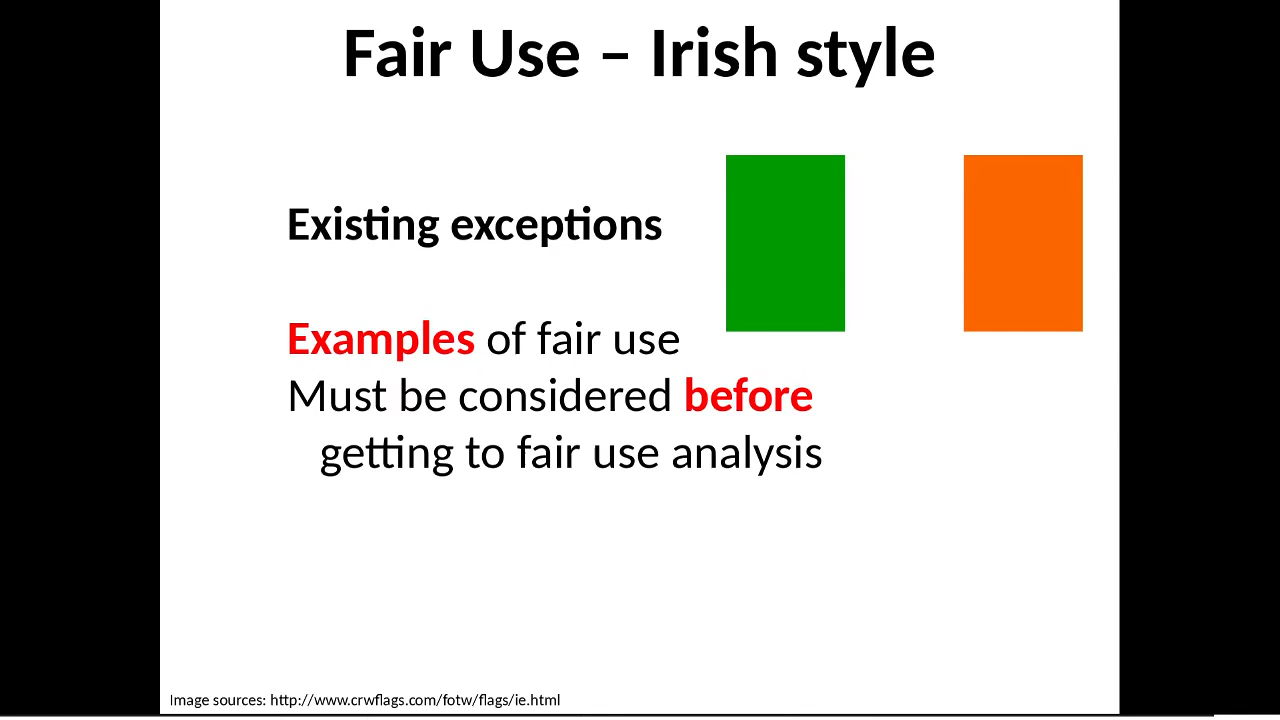 Fair Use – Irish style
Existing exceptions
Examples of fair use
Must be considered before
getting to fair use analysis
Image sources: http://www.crwflags.com/fotw/flags/ie.html